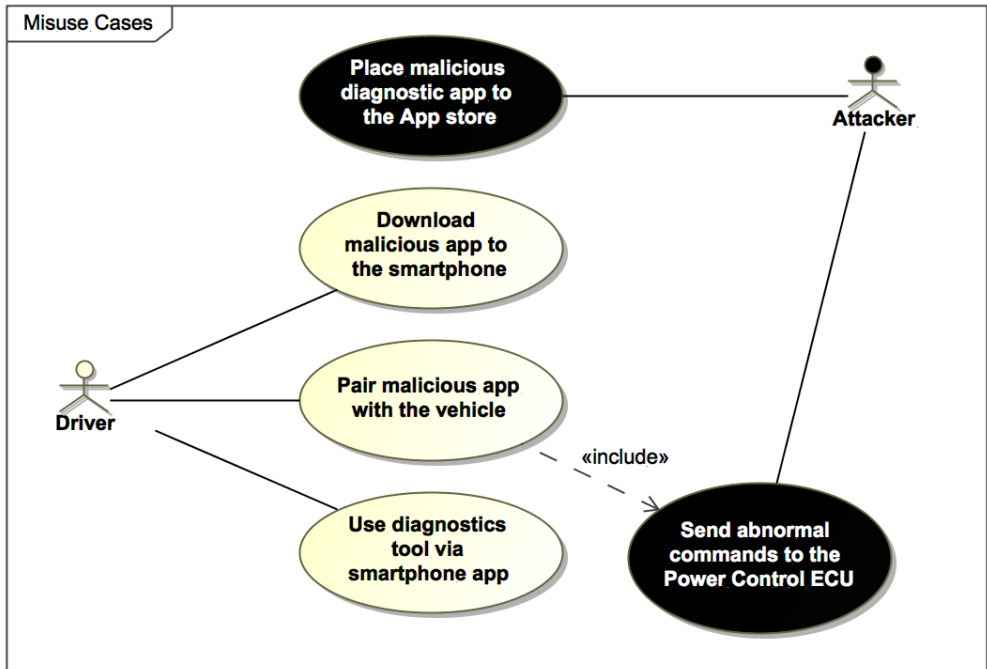 Misuse Cases
Place malicious
diagnostic app to
the App store
Attacker
Download
malicious app to
the smartphone
Driver
Pair malicious app
with the vehicle
«include»
Use diagnostics
tool via
smartphone app
Send abnormal
commands to the
Power Control ECU